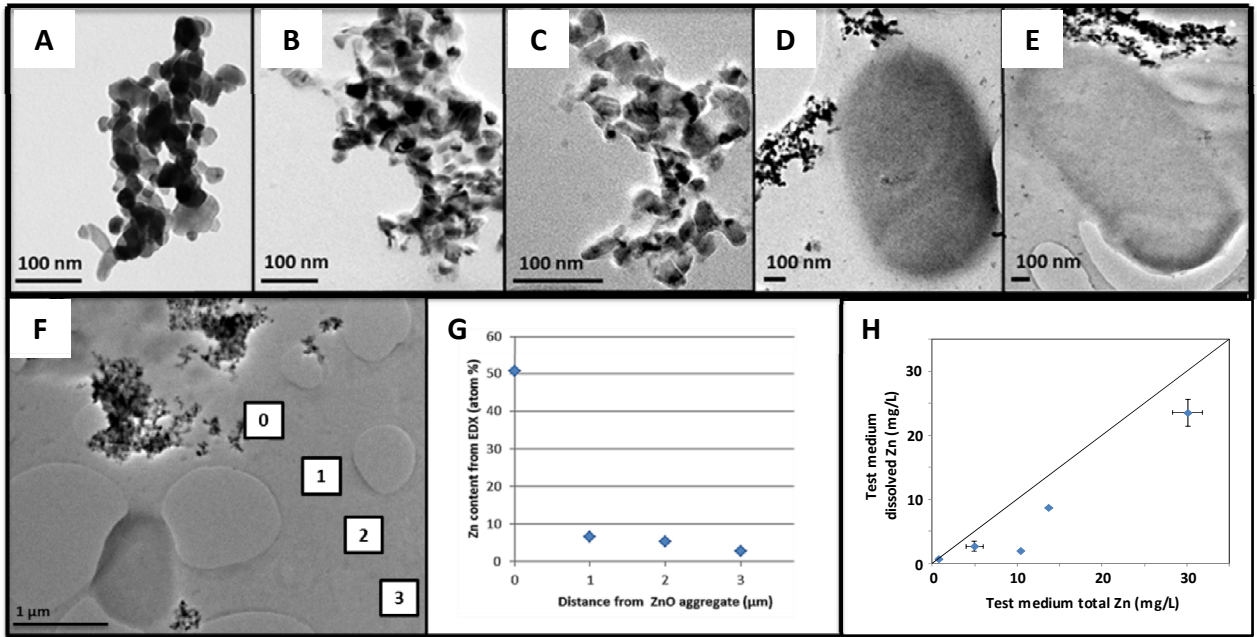 A
B
C
D
E
100 nm
100 nm
100 nm
100 nm
100 nm
F
0
1
2
3
1 µm
G
60
50
40
30
20
10
0
Zn content from EDX (atom %)
0 1 2 3
Distance from ZnO aggregate (µm)
H
30
20
10
0
Test medium
dissolved Zn (mg/L)
0 10 20 30
Test medium total Zn (mg/L)